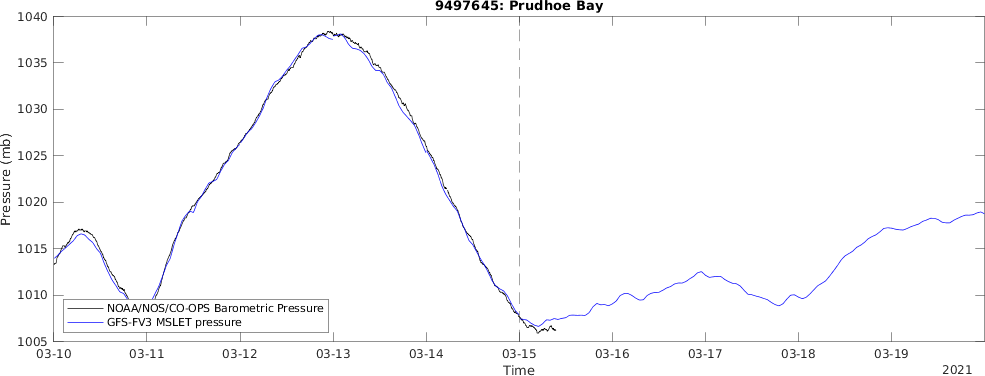 9497645: Prudhoe Bay
1040
1035
1030
1025
1020
1015
1010
1005
Pressure (mb)
NOAA/NOS/CO-OPS Barometric Pressure
GFS-FV3 MSLET pressure
03-10 03-11 03-12 03-13 03-14 03-15 03-16 03-17 03-18 03-19
Time
2021